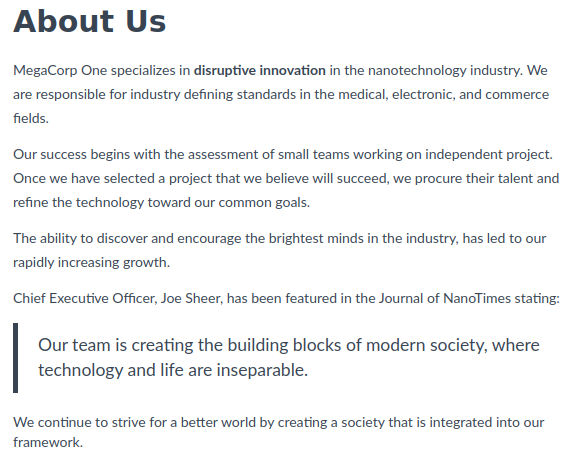 About Us
MegaCorp One specializes in disruptive innovation in the nanotechnology industry. We
are responsible for industry defining standards in the medical, electronic, and commerce
fields.
Our success begins with the assessment of small teams working on independent project.
Once we have selected a project that we believe will succeed, we procure their talent and
refine the technology toward our common goals.
The ability to discover and encourage the brightest minds in the industry, has led to our
rapidly increasing growth.
Chief Executive Officer, Joe Sheer, has been featured in the Journal of NanoTimes stating:
Our team is creating the building blocks of modern society, where
technology and life are inseparable.
We continue to strive for a better world by creating a society that is integrated into our
framework.